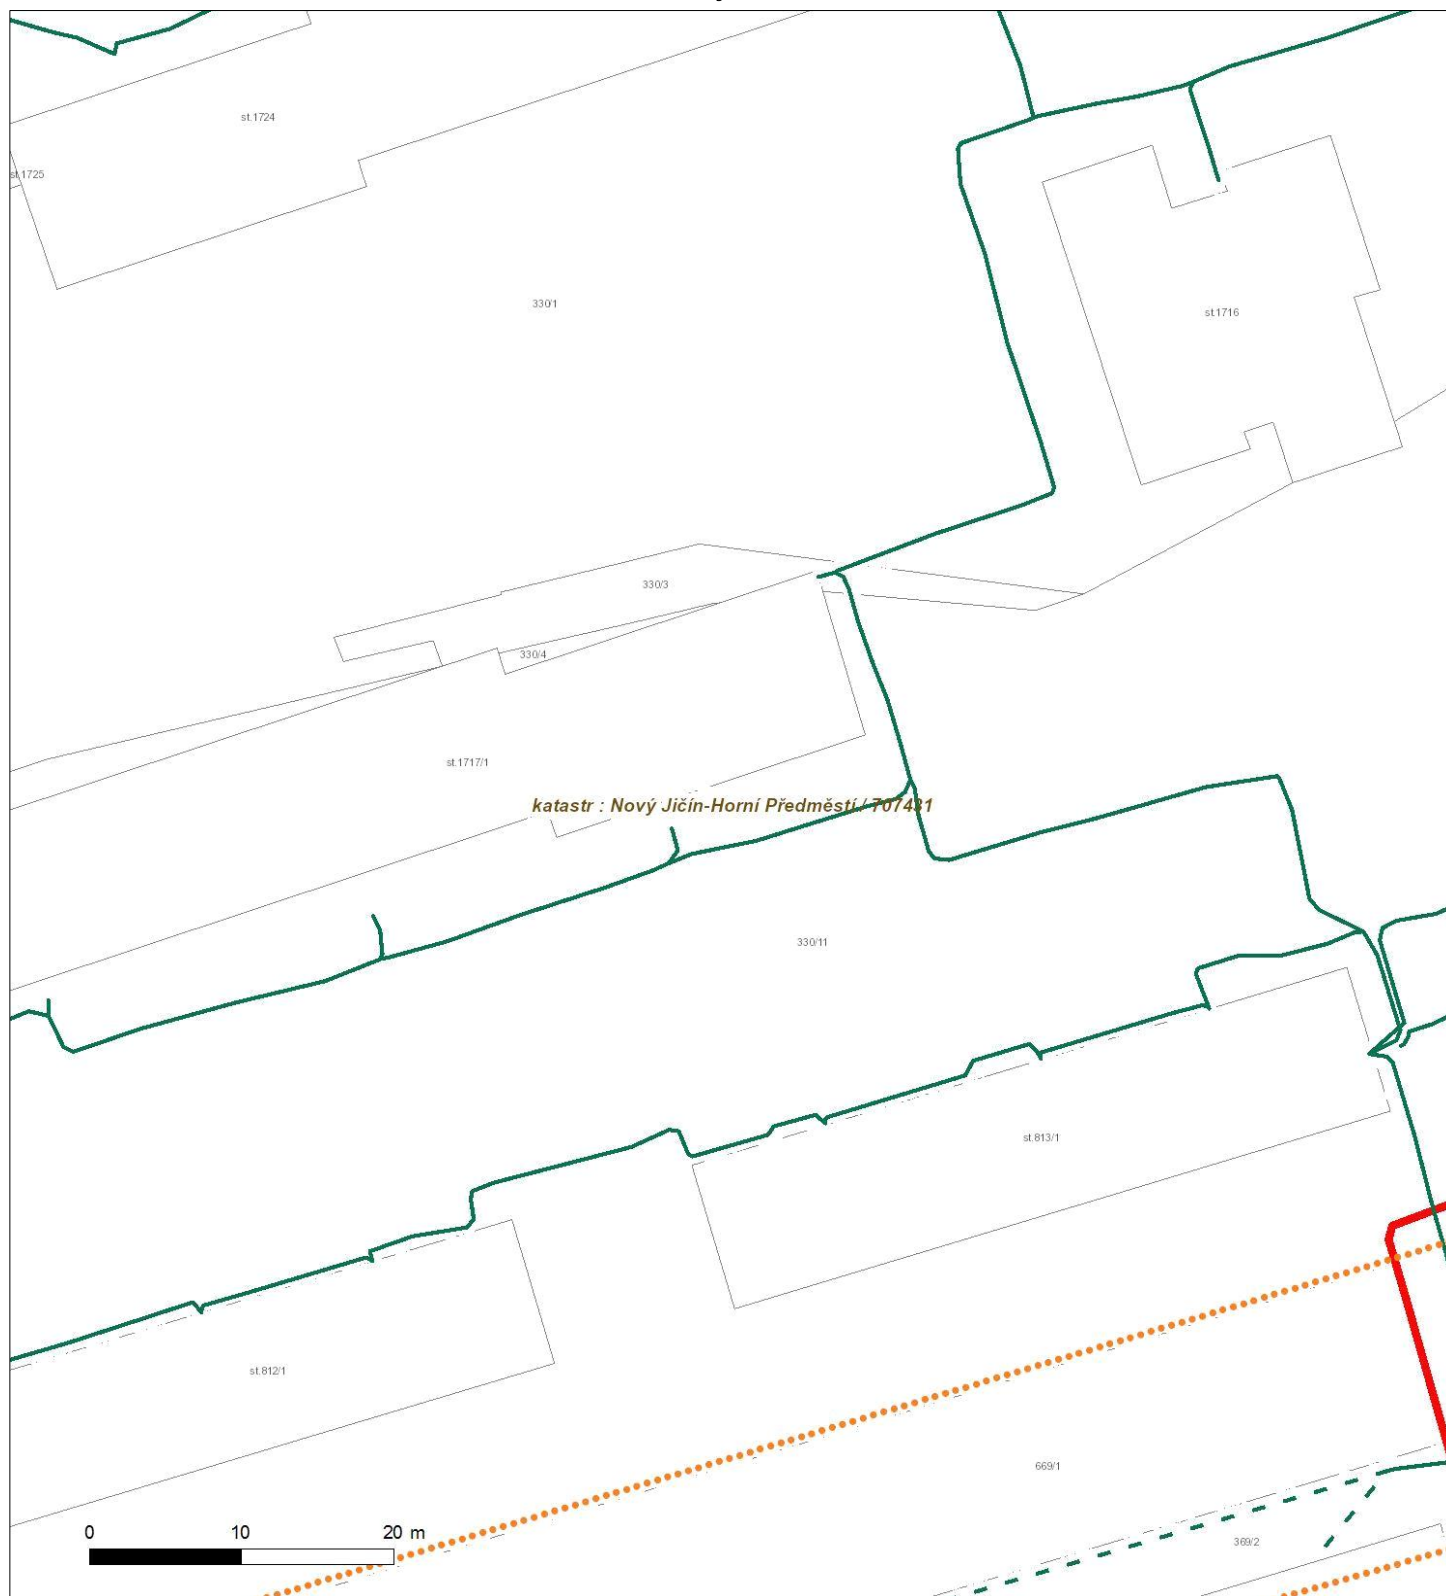 st.1724
st.1725
330/1
st.1716
330/3
330/4
st.1717/1
katastr : Nový Jičín-Horní Předměstí / 707431
330/11
st.813/1
st.812/1
669/1
0 10 20 m
369/2